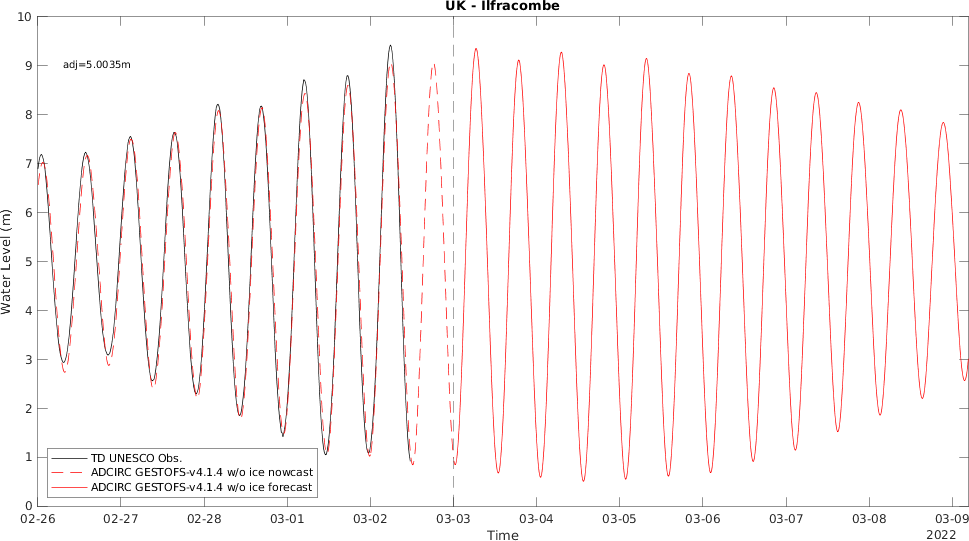 UK - Ilfracombe
adj=5.0035m
Water Level (m)
10
9
8
7
6
5
4
3
2
1
0
TD UNESCO Obs.
ADCIRC GESTOFS-v4.1.4 w/o ice nowcast
ADCIRC GESTOFS-v4.1.4 w/o ice forecast
02-26 02-27 02-28 03-01 03-02 03-03 03-04 03-05 03-06 03-07 03-08 03-09
Time
2022